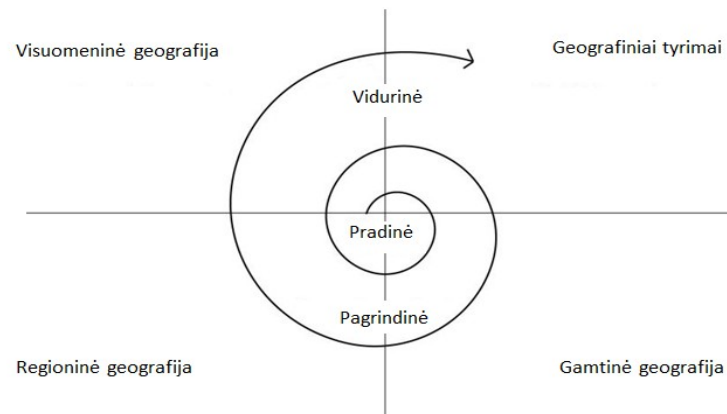 Visuomeninė geografija
Geografiniai tyrimai
Vidurinė
Pradinė
Pagrindinė
Regioninė geografija
Gamtinė geografija